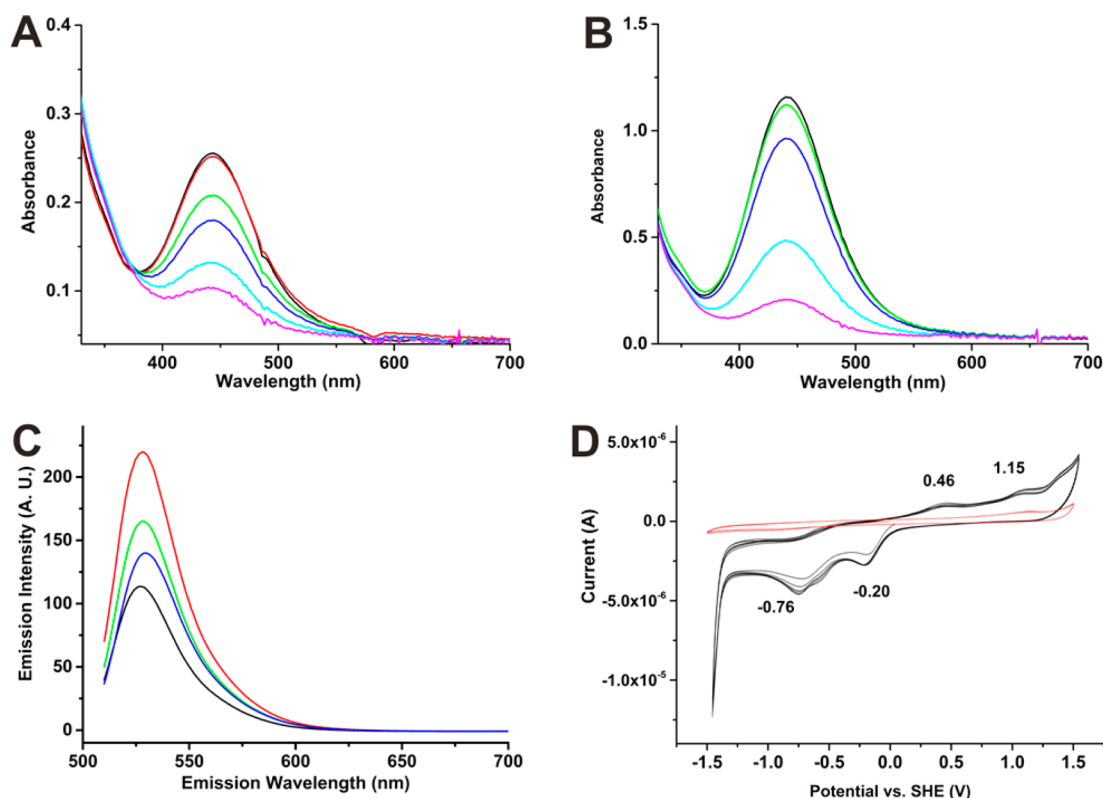 A
0.4
0.3
0.2
0.1
Absorbance
400 500 600 700
Wavelength (nm)
B
1.5
1.0
0.5
0.0
Absorbance
400 500 600 700
Wavelength (nm)
C
200
150
100
50
0
Emission Intensity (A. U.)
500 550 600 650 700
Emission Wavelength (nm)
D
5.0x10⁻⁶
0.0
-5.0x10⁻⁶
-1.0x10⁻⁵
Current (A)
0.46
1.15
-0.76
-0.20
-1.5 -1.0 -0.5 0.0 0.5 1.0 1.5
Potential vs. SHE (V)